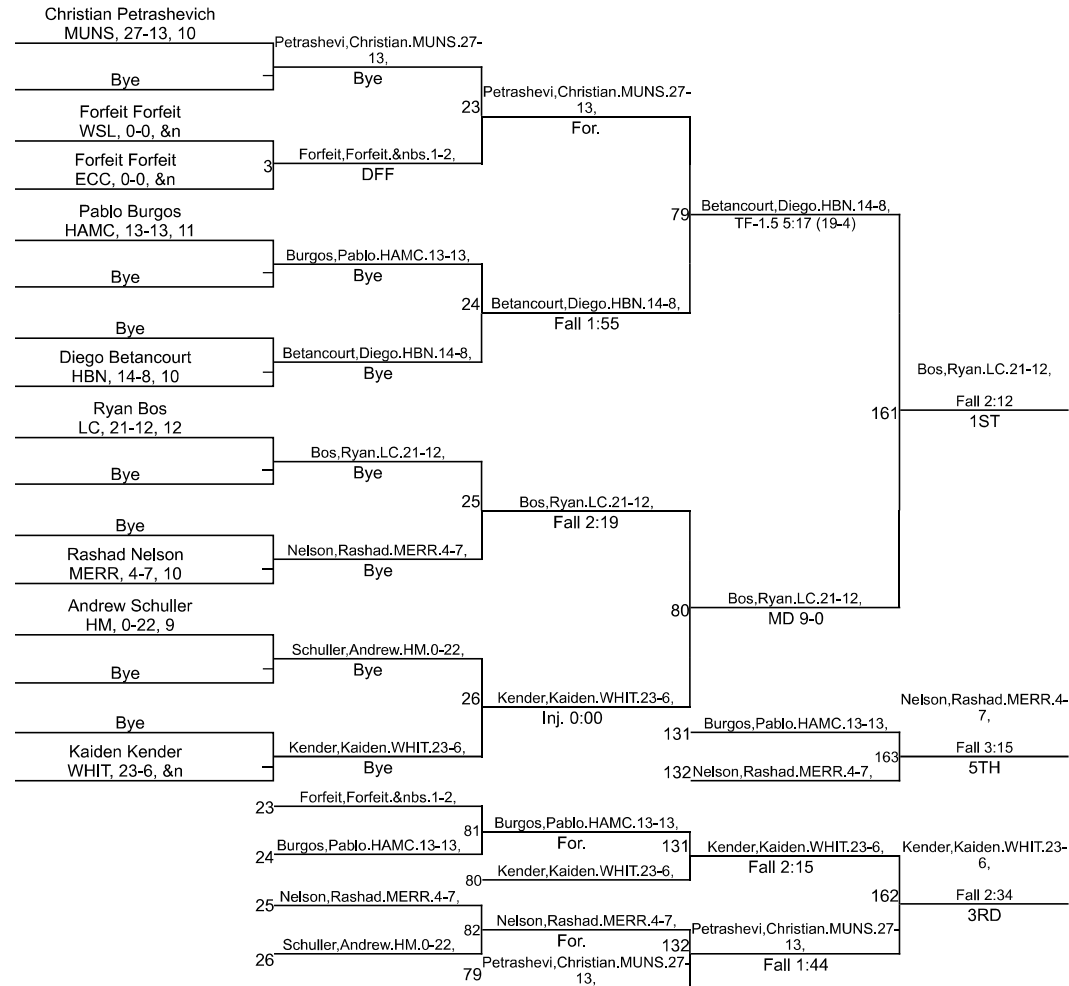 Christian Petrashevich
MUNS, 27-13, 10
Bye
Forfeit Forfeit
WSL, 0-0, &n
Forfeit Forfeit
ECC, 0-0, &n
Pablo Burgos
HAMC, 13-13, 11
Bye
Bye
Diego Betancourt
HBN, 14-8, 10
Ryan Bos
LC, 21-12, 12
Bye
Bye
Rashad Nelson
MERR, 4-7, 10
Andrew Schuller
HM, 0-22, 9
Bye
Bye
Kaiden Kender
WHIT, 23-6, &n
Petrashevi,Christian.MUNS.27-
13,
Bye
3
Forfeit,Forfeit.&nbs.1-2,
DFF
Burgos,Pablo.HAMC.13-13,
Bye
Betancourt,Diego.HBN.14-8,
Bye
Bos,Ryan.LC.21-12,
Bye
Nelson,Rashad.MERR.4-7,
Bye
Schuller,Andrew.HM.0-22,
Bye
Kender,Kaiden.WHIT.23-6,
Bye
23
Petrashevi,Christian.MUNS.27-
13,
For.
24
Betancourt,Diego.HBN.14-8,
Fall 1:55
25
Bos,Ryan.LC.21-12,
Fall 2:19
26
Kender,Kaiden.WHIT.23-6,
Inj. 0:00
79
Betancourt,Diego.HBN.14-8,
TF-1.5 5:17 (19-4)
80
Bos,Ryan.LC.21-12,
MD 9-0
161
Bos,Ryan.LC.21-12,
Fall 2:12
1ST
131
Burgos,Pablo.HAMC.13-13,
132
Nelson,Rashad.MERR.4-7,
163
Nelson,Rashad.MERR.4-
7,
Fall 3:15
5TH
23
Forfeit,Forfeit.&nbs.1-2,
24
Burgos,Pablo.HAMC.13-13,
25
Nelson,Rashad.MERR.4-7,
26
Schuller,Andrew.HM.0-22,
81
Burgos,Pablo.HAMC.13-13,
For.
80
Kender,Kaiden.WHIT.23-6,
82
Nelson,Rashad.MERR.4-7,
For.
79
Petrashevi,Christian.MUNS.27-
13,
131
Kender,Kaiden.WHIT.23-6,
Fall 2:15
132
Petrashevi,Christian.MUNS.27-
13,
Fall 1:44
162
Kender,Kaiden.WHIT.23-
6,
Fall 2:34
3RD